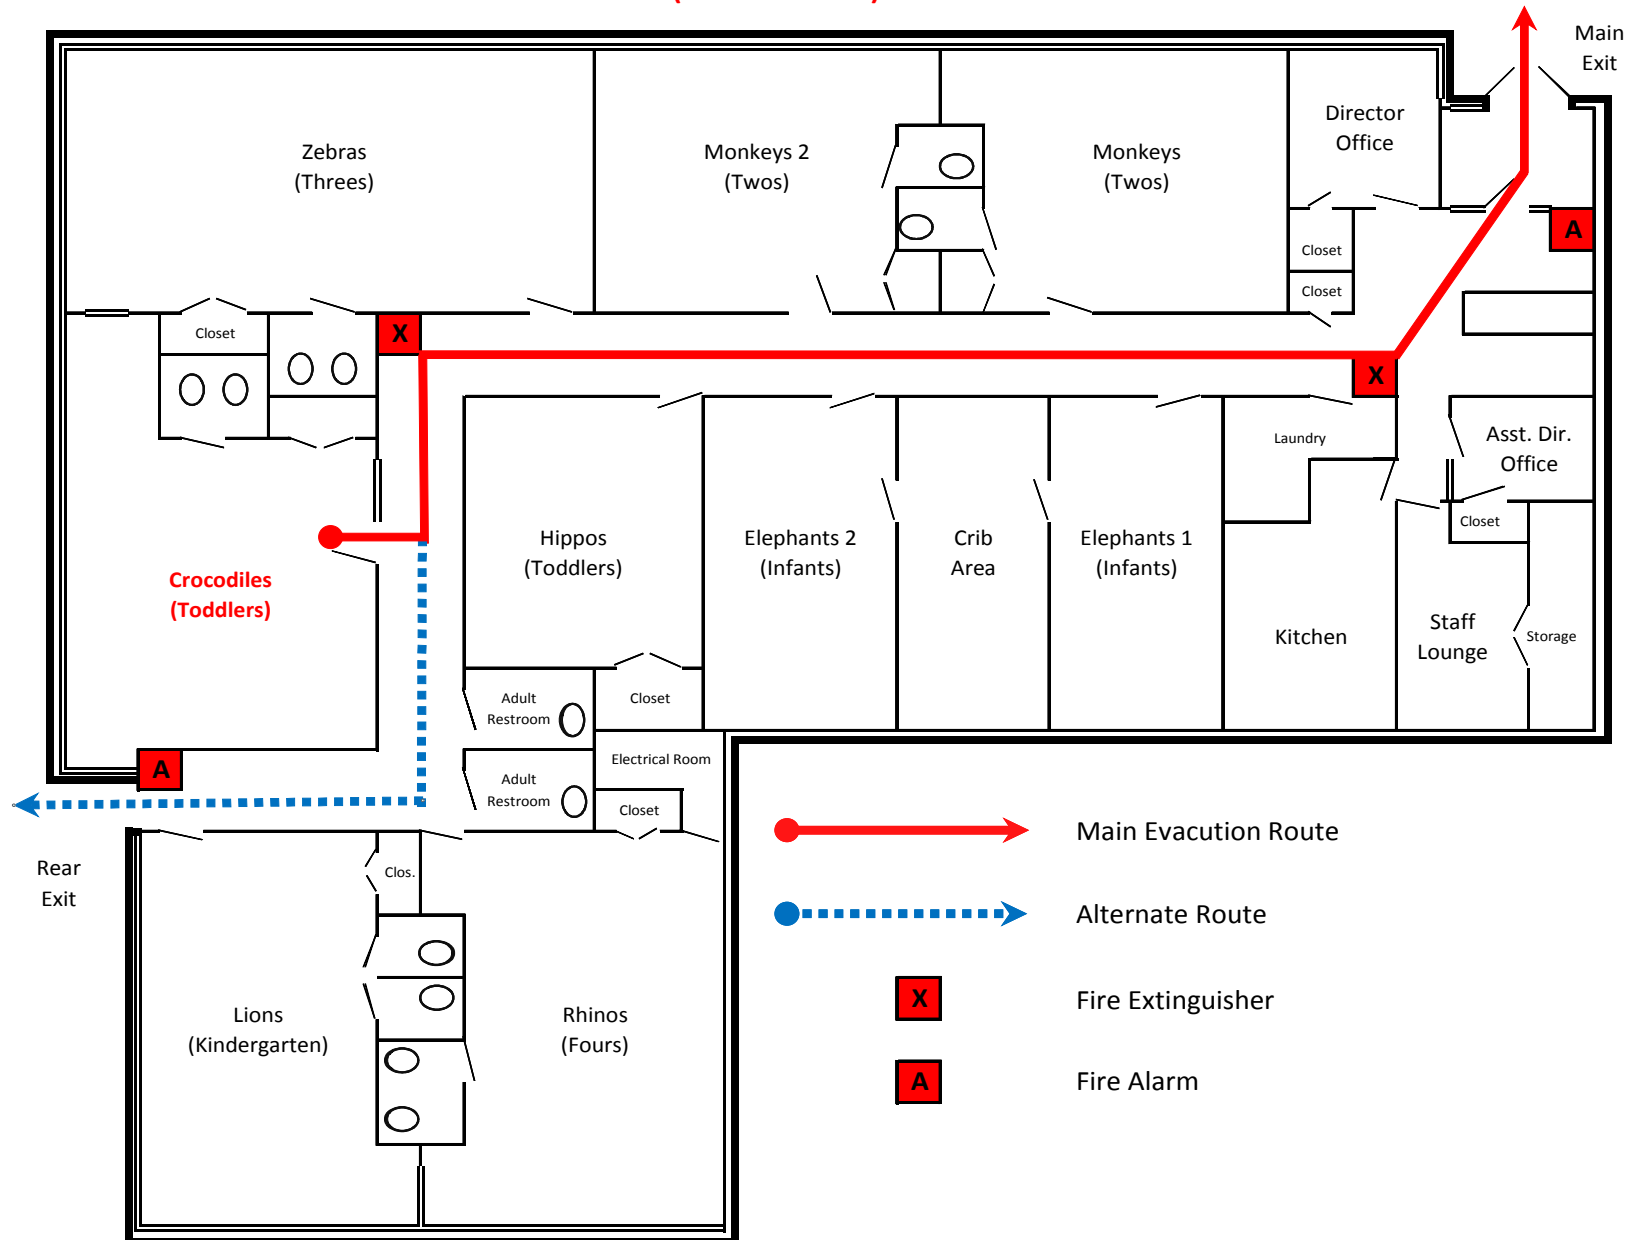 Main
Exit
Director
Office
Zebras
(Threes)
Monkeys 2
(Twos)
Monkeys
(Twos)
A
Closet
Closet
Closet
X
X
Laundry
Asst. Dir.
Office
Closet
Hippos
(Toddlers)
Elephants 2
(Infants)
Crib
Area
Elephants 1
(Infants)
Crocodiles
(Toddlers)
Kitchen
Staff
Lounge
Storage
Adult
Restroom
Closet
A
Electrical Room
Adult
Restroom
Closet
Rear
Exit
Clos.
Lions
(Kindergarten)
Rhinos
(Fours)
Main Evacution Route
Alternate Route
X
Fire Extinguisher
A
Fire Alarm